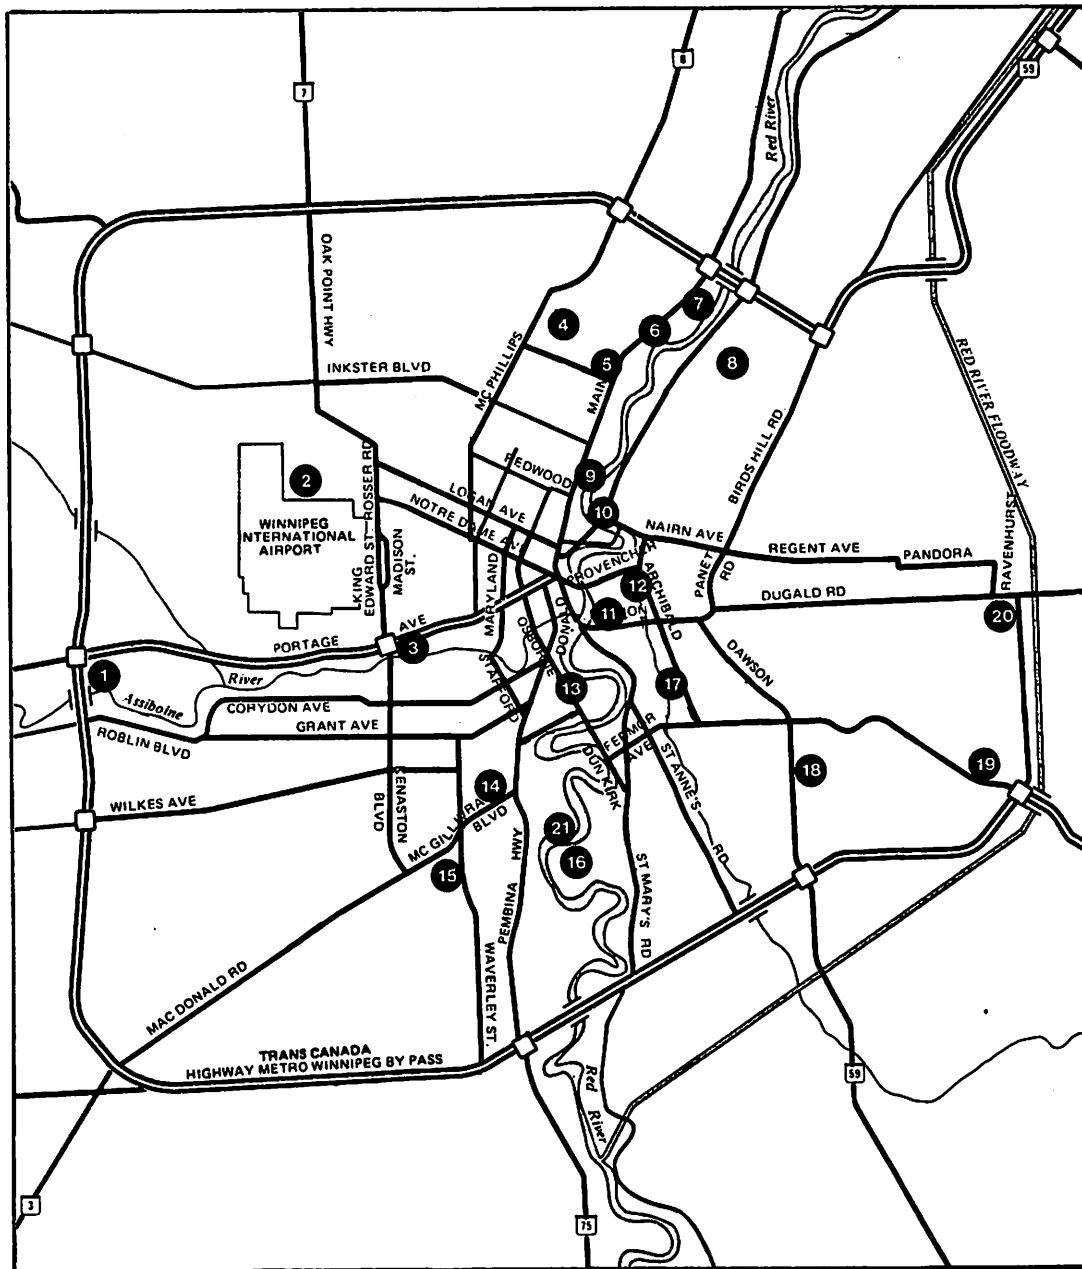 8
59
7
Red River
OAK POINT HWY
7
4
6
MC PHILLIPS
5
8
RED RIVER FLOODWAY
INKSTER BLVD
MAIN
BIRDS HILL RD
REDWOOD
9
2
ROSSER RD
LOGAN AVE
NOTRE DAME AV
10
NAIRN AVE
WINNIPEG
INTERNATIONAL
AIRPORT
REGENT AVE
PANDORA
RAVENHURST
KING
EDWARD ST.
MADISON
ST.
MARYLAND
PROVENCHER
12
ARCHIBALD
PANET
RD
DUGALD RD
11
ION
20
PORTAGE
AVE
3
OSBORNE
DONALD
STAFFORD
DAWSON
1
River
Assiboine
13
17
CORYDON AVE
GRANT AVE
ROBLIN BLVD
FERMOR
AVE
DUNKIRK
ST ANNE'S
RD
18
19
WILKES AVE
KENASTON
BLVD
14
MC GILLIVRA
BLVD
21
16
15
PEMBINA
HWY
ST MARY'S RD
WAVERLEY ST.
MAC DONALD RD
TRANS CANADA
HIGHWAY METRO WINNIPEG BY PASS
Red
River
59
3
75